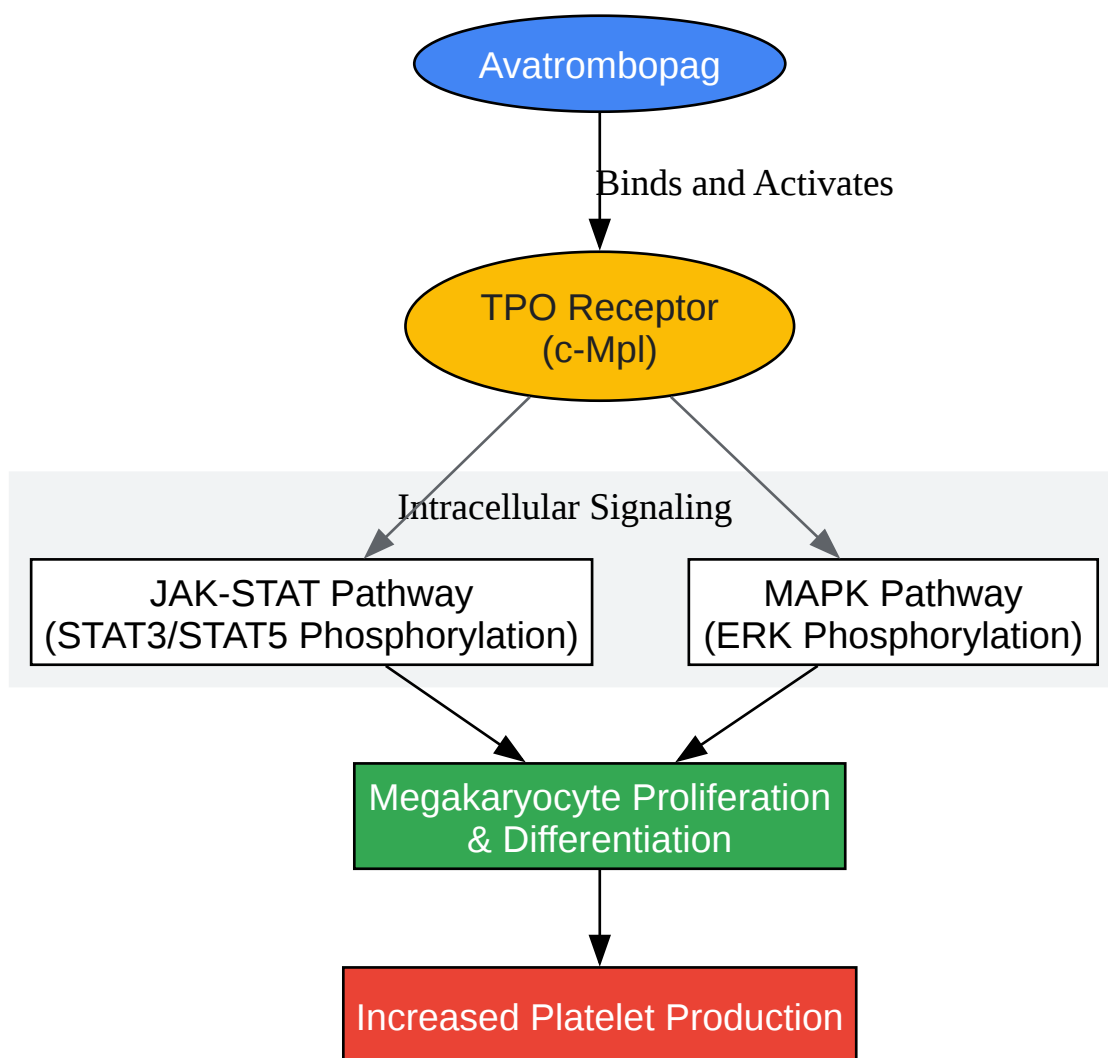 Avatrombopag
Binds and Activates
TPO Receptor
(c-Mpl)
Intracellular Signaling
JAK-STAT Pathway
(STAT3/STAT5 Phosphorylation)
MAPK Pathway
(ERK Phosphorylation)
Megakaryocyte Proliferation
& Differentiation
Increased Platelet Production